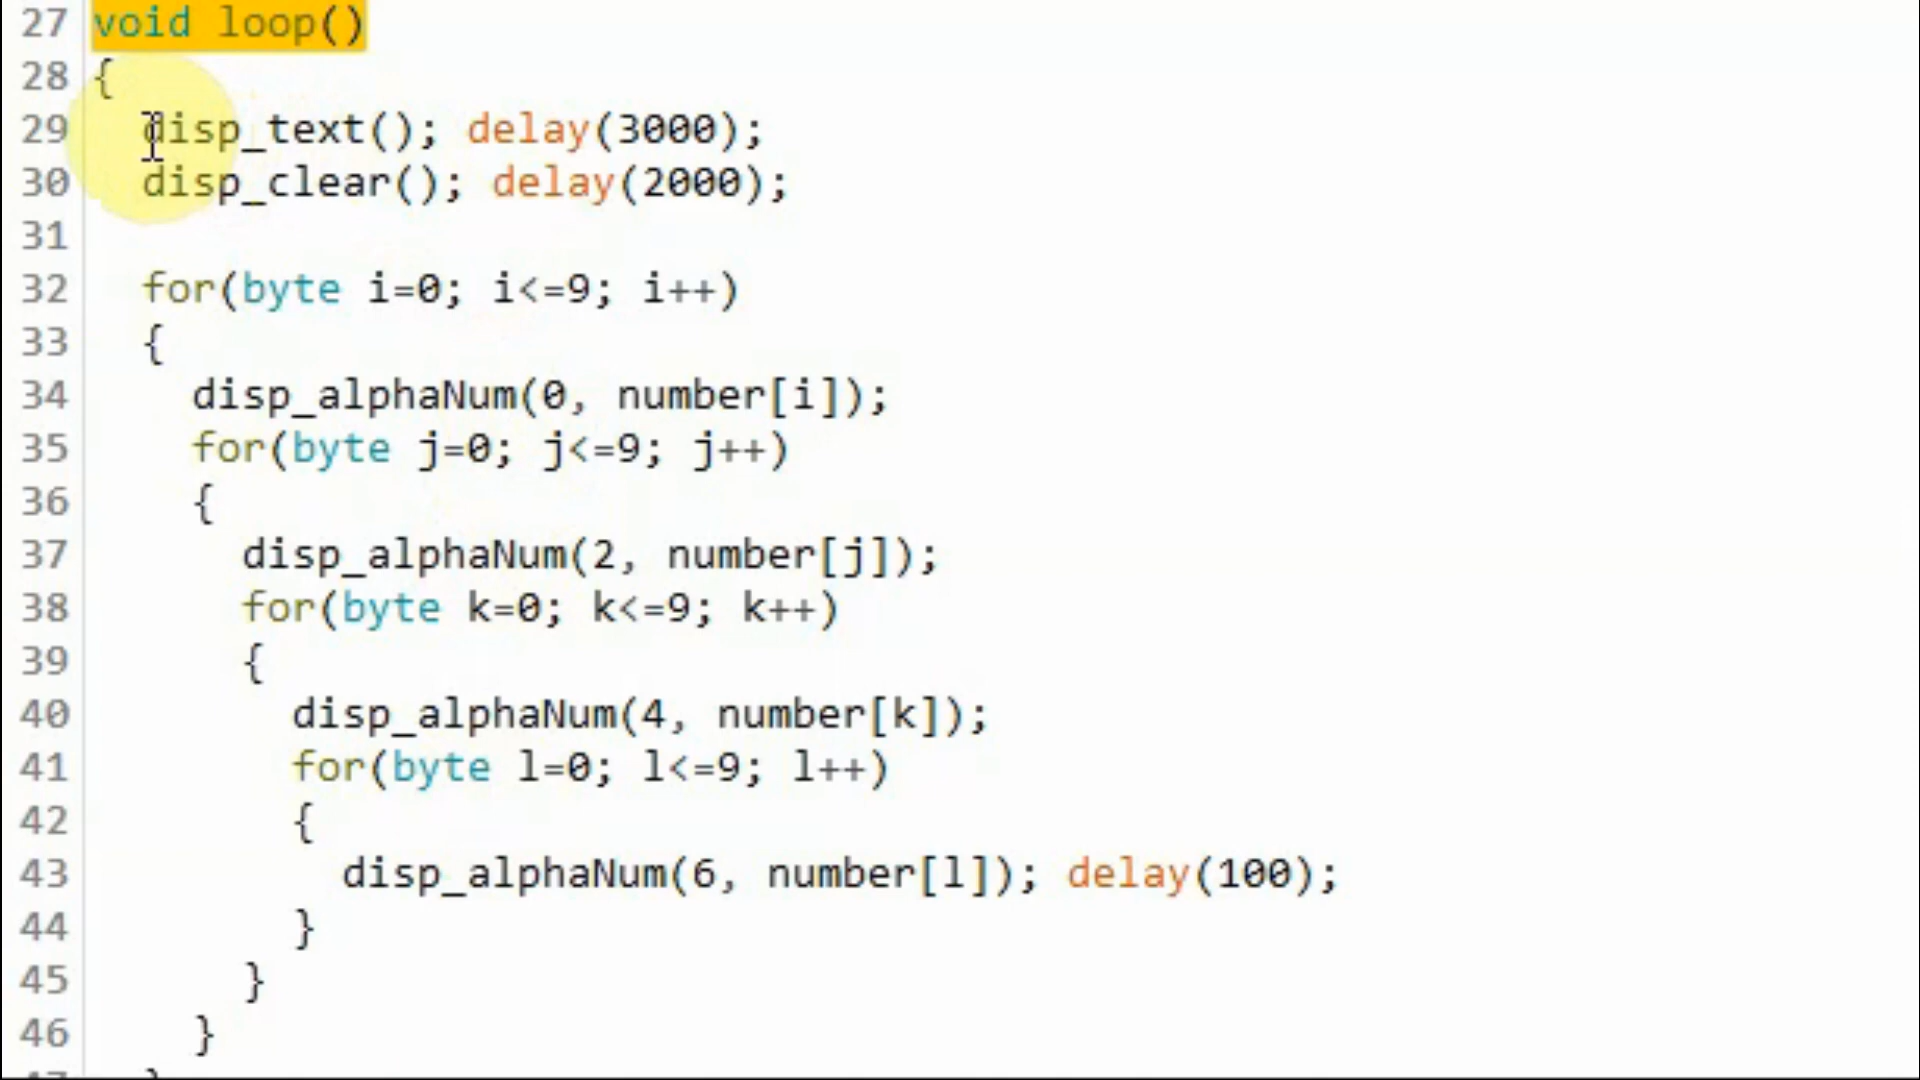 27 void loop()
28 {
29 disp_text(); delay(3000);
30 disp_clear(); delay(2000);
31
32 for(byte i=0; i<=9; i++)
33 {
34 disp_alphaNum(0, number[i]);
35 for(byte j=0; j<=9; j++)
36 {
37 disp_alphaNum(2, number[j]);
38 for(byte k=0; k<=9; k++)
39 {
40 disp_alphaNum(4, number[k]);
41 for(byte l=0; l<=9; l++)
42 {
43 disp_alphaNum(6, number[l]); delay(100);
44 }
45 }
46 }